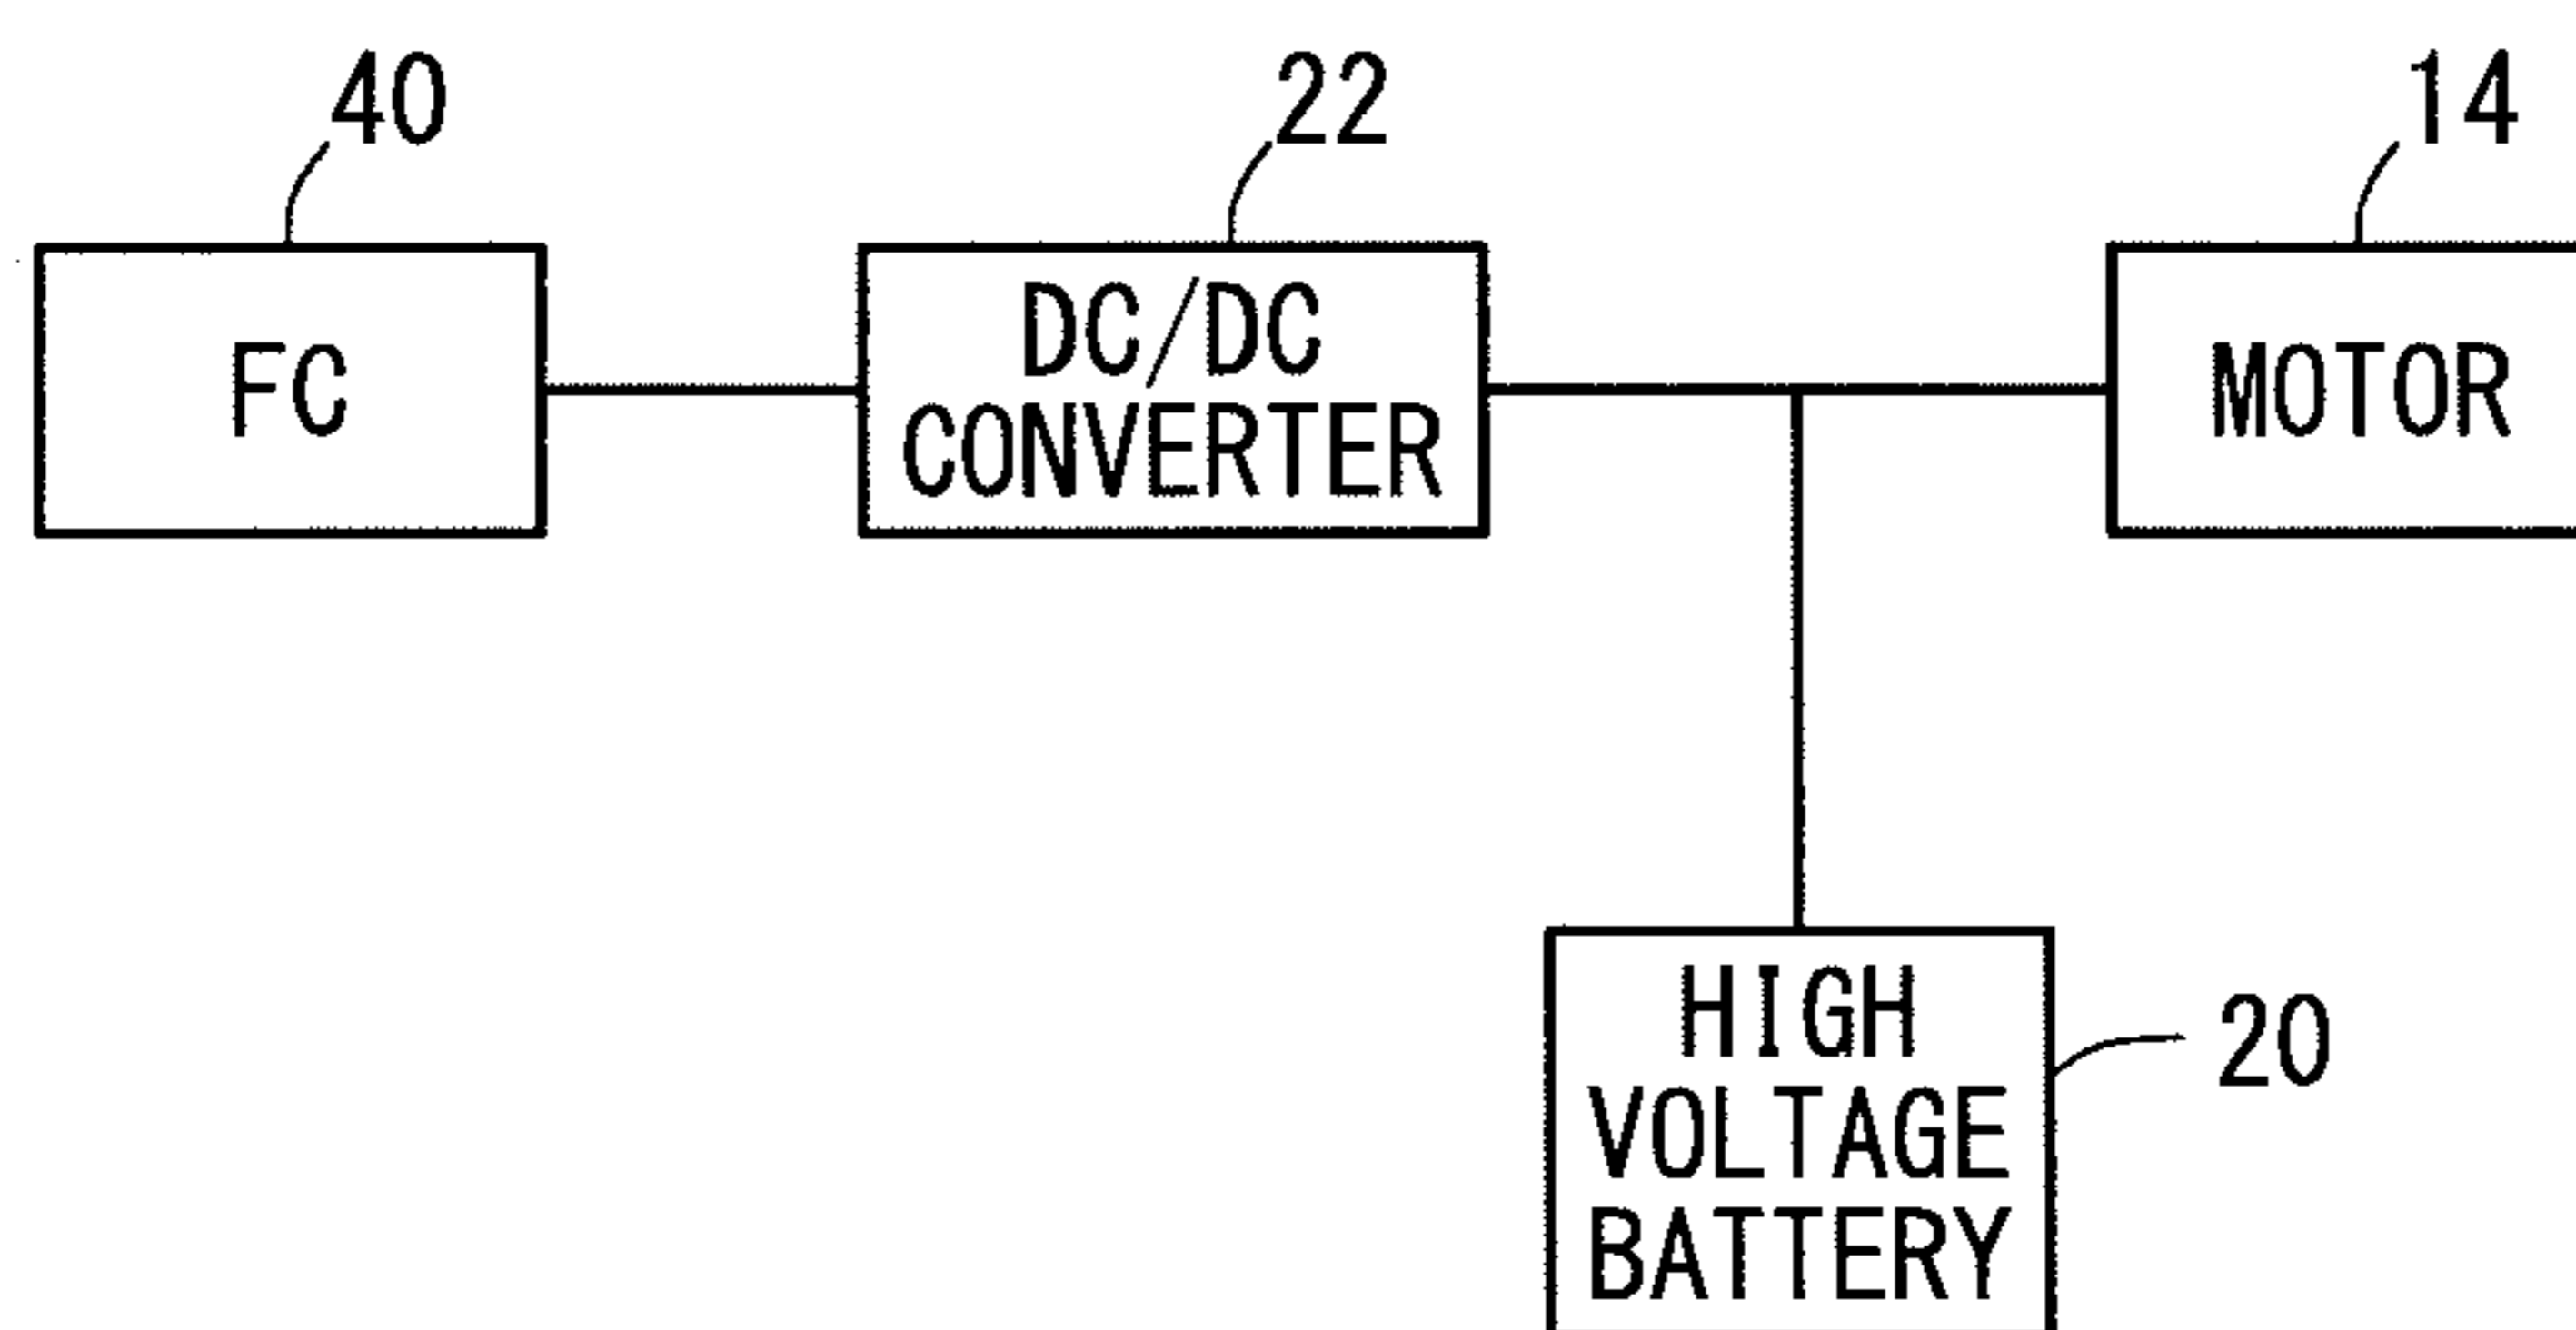 40
22
14
FC
DC/DC
CONVERTER
MOTOR
HIGH
VOLTAGE
BATTERY
20